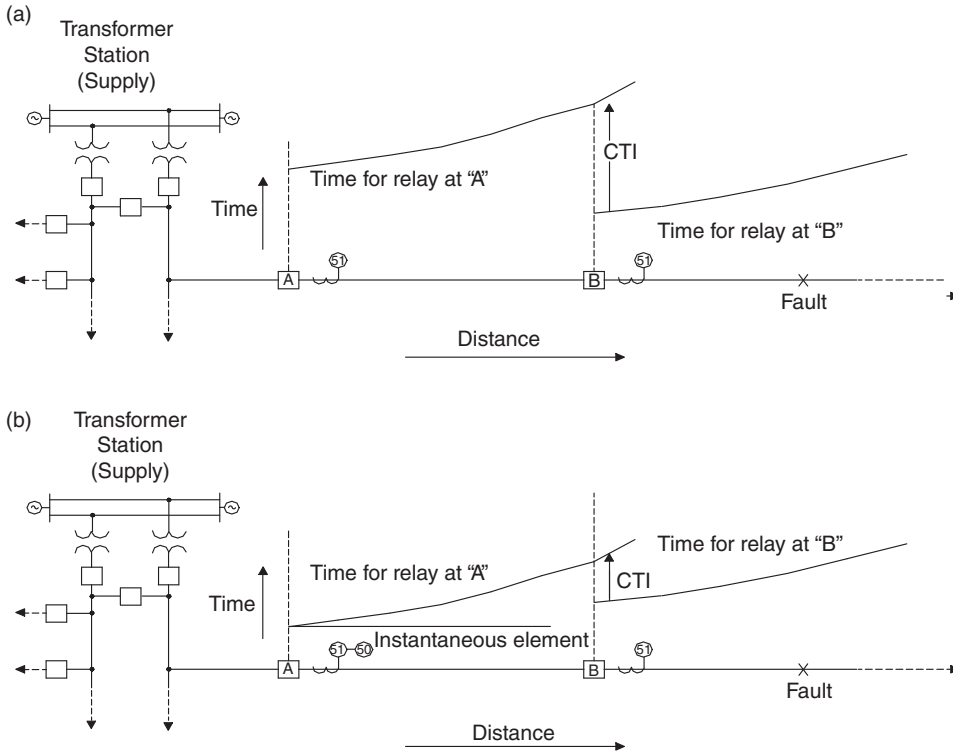 (a)
Transformer
Station
(Supply)
CTI
Time for relay at “A”
Time
Time for relay at “B”
51
51
A
B
Fault
Distance
(b)
Transformer
Station
(Supply)
Time for relay at “B”
Time for relay at “A”
CTI
Time
Instantaneous element
51
50
51
A
B
Fault
Distance